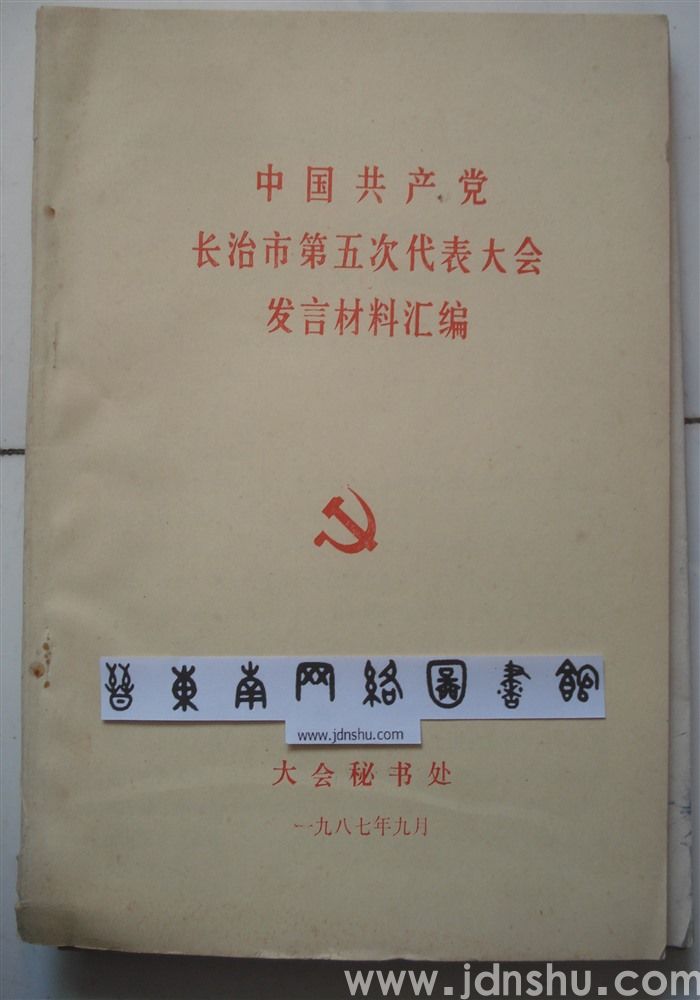 中国共产党
长治市第五次代表大会
发言材料汇编
晉東南网絡圖書館
www.jdnshu.com
大会秘书处
一九八七年九月
www.jdnshu.com